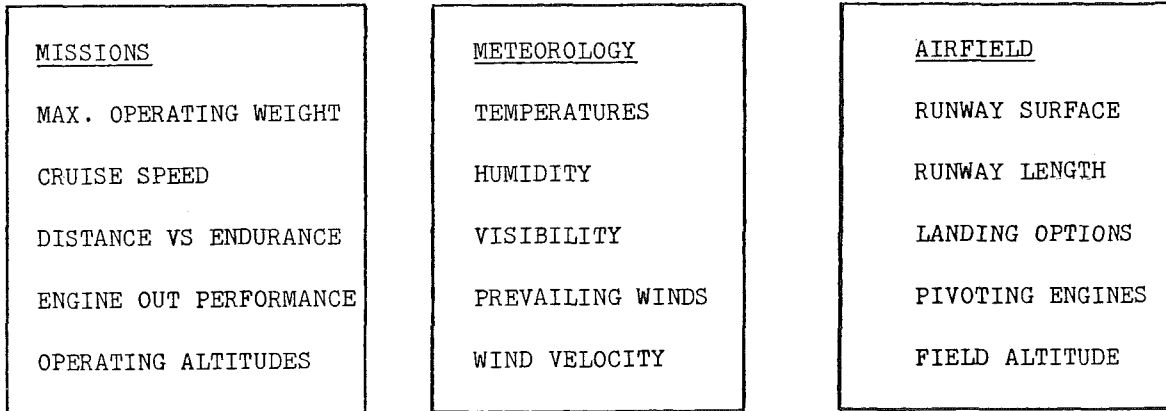 MISSIONS
MAX. OPERATING WEIGHT
CRUISE SPEED
DISTANCE VS ENDURANCE
ENGINE OUT PERFORMANCE
OPERATING ALTITUDES
METEOROLOGY
TEMPERATURES
HUMIDITY
VISIBILITY
PREVAILING WINDS
WIND VELOCITY
AIRFIELD
RUNWAY SURFACE
RUNWAY LENGTH
LANDING OPTIONS
PIVOTING ENGINES
FIELD ALTITUDE